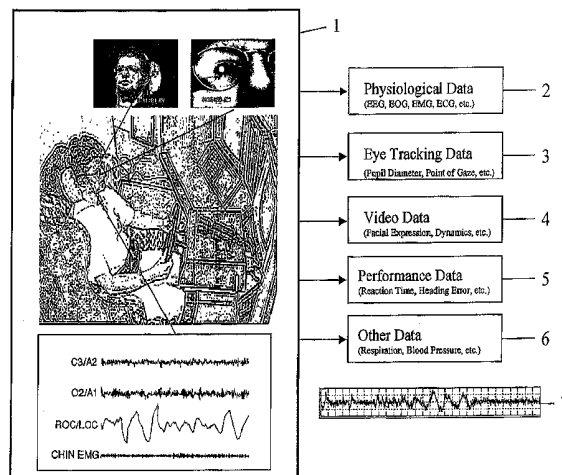 1
Physiological Data
(EEG, EOG, EMG, ECG, etc.)
2
Eye Tracking Data
(Pupil Diameter, Point of Gaze, etc.)
3
Video Data
(Facial Expression, Dynamics, etc.)
4
Performance Data
(Reaction Time, Heading Error, etc.)
5
Other Data
(Respiration, Blood Pressure, etc.)
6
C3/A2
O2/A1
ROC/LOC
CHIN EMG